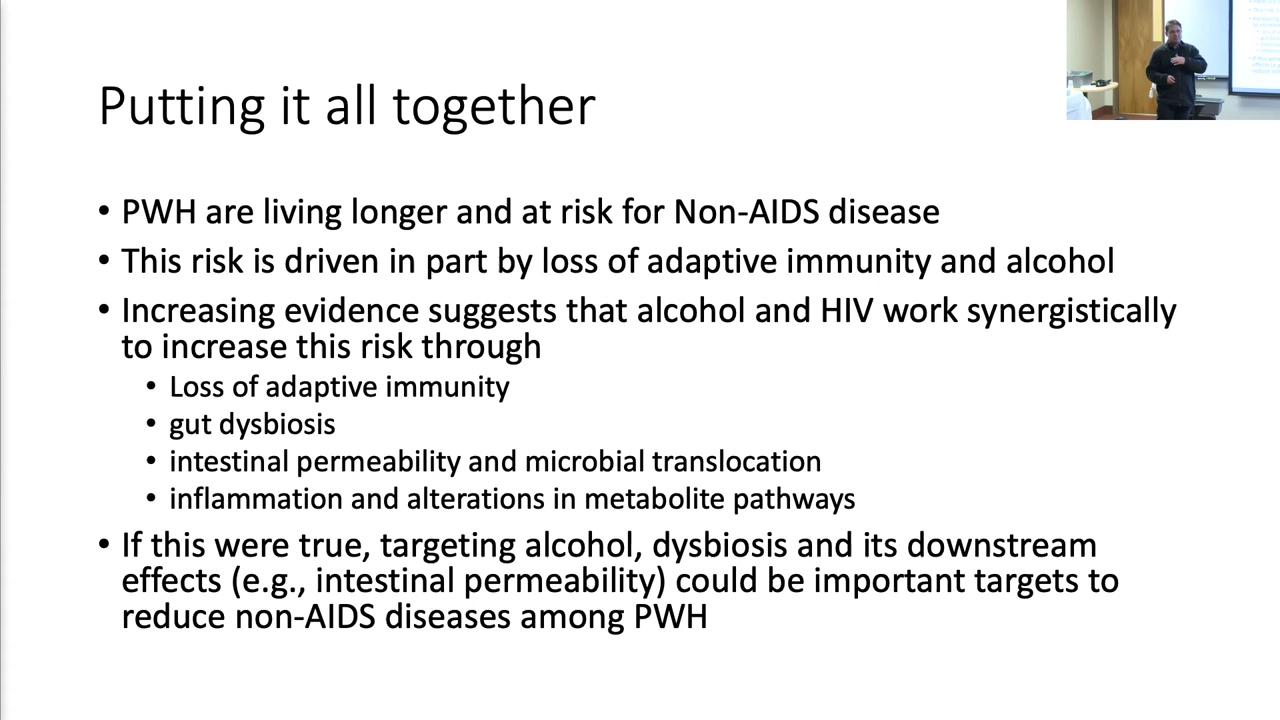 Putting it all together
• PWH are living longer and at risk for Non-AIDS disease
• This risk is driven in part by loss of adaptive immunity and alcohol
• Increasing evidence suggests that alcohol and HIV work synergistically
to increase this risk through
• Loss of adaptive immunity
• gut dysbiosis
• intestinal permeability and microbial translocation
• inflammation and alterations in metabolite pathways
• If this were true, targeting alcohol, dysbiosis and its downstream
effects (e.g., intestinal permeability) could be important targets to
reduce non-AIDS diseases among PWH